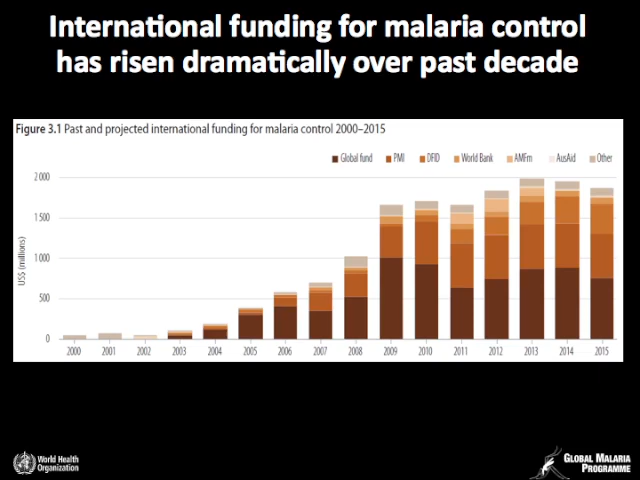 International funding for malaria control
has risen dramatically over past decade
Figure 3.1 Past and projected international funding for malaria control 2000–2015
Global fund PMI DFID World Bank AMFm AusAid Other
US$ (millions)
2 000
1 500
1 000
500
0
2000 2001 2002 2003 2004 2005 2006 2007 2008 2009 2010 2011 2012 2013 2014 2015
World Health
Organization
GLOBAL MALARIA
PROGRAMME